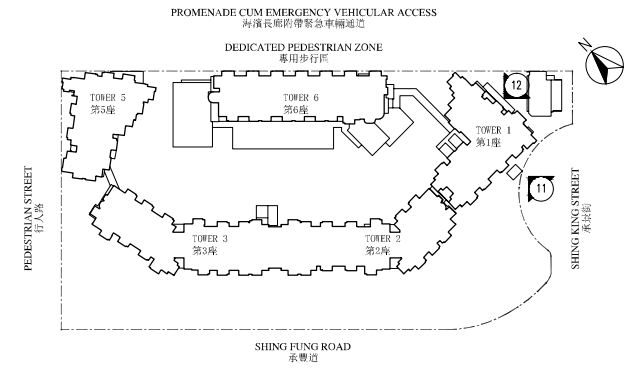 PROMENADE CUM EMERGENCY VEHICULAR ACCESS
海濱長廊附帶緊急車輛通道
DEDICATED PEDESTRIAN ZONE
專用步行區
N
TOWER 5
第5座
TOWER 6
第6座
12
TOWER 1
第1座
11
PEDESTRIAN STREET
行人路
SHING KING STREET
承景街
TOWER 3
第3座
TOWER 2
第2座
SHING FUNG ROAD
承豐道